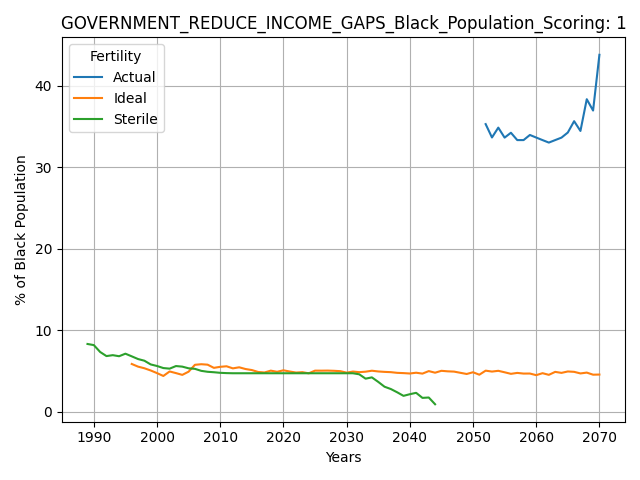 GOVERNMENT_REDUCE_INCOME_GAPS_Black_Population_Scoring: 1
Fertility
Actual
Ideal
Sterile
% of Black Population
40
30
20
10
0
1990 2000 2010 2020 2030 2040 2050 2060 2070
Years